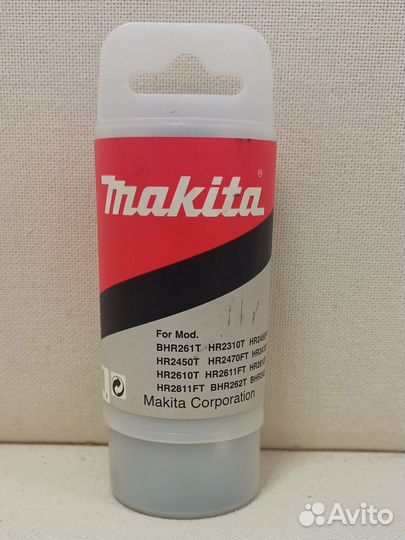 makita®
For Mod.
BHR261T HR2310T
HR2450T HR2470FT
HR2610T HR2611FT
HR2811FT BHR262T
Makita Corporation
Avito